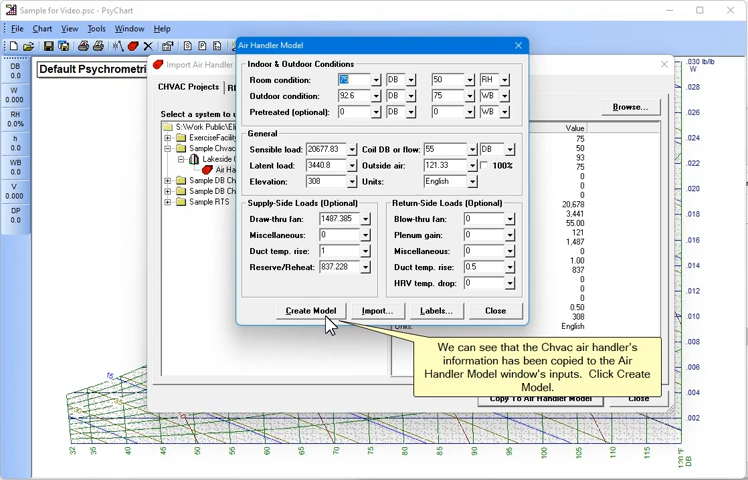 Sample for Video.psc - PsyChart
File Chart View Tools Window Help
DB
0.0
W
0.000
RH
0.0%
h
0.0
WB
0.0
V
0.000
DP
0.0
Default Psychrometri
Import Air Handler
CHVAC Projects
Select a system to
Browse...
S:\Work Public\Eli
ExerciseFacility
Sample Chvac
Lakeside
Air Ha
Sample DB Ch
Sample DB Ch
Sample RTS
Value
75
50
93
75
0
0
20,678
3,441
55.00
121
1,487
0
1.00
837
0
0
0
0.50
308
English
Units:
Copy To Air Handler Model
Close
Air Handler Model
Indoor & Outdoor Conditions
Room condition: 75 DB 50 RH
Outdoor condition: 92.6 DB 75 WB
Pretreated (optional): 0 DB 0 WB
General
Sensible load: 20677.83 Coil DB or flow: 55 DB
Latent load: 3440.8 Outside air: 121.33 100%
Elevation: 308 Units: English
Supply-Side Loads (Optional)
Draw-thru fan: 1487.385
Miscellaneous: 0
Duct temp. rise: 1
Reserve/Reheat: 837.228
Return-Side Loads (Optional)
Blow-thru fan: 0
Plenum gain: 0
Miscellaneous: 0
Duct temp. rise: 0.5
HRV temp. drop: 0
Create Model Import... Labels... Close
We can see that the Chvac air handler's
information has been copied to the Air
Handler Model window's inputs. Click Create
Model.
.030 lb/lb
W
.028
.026
.024
.022
.020
.018
.016
.014
.012
.010
.008
.006
.004
.002
32 35 40 45 50 55 60 65 70 75 80 85 90 95 100 105 110 115 120 °F
DB